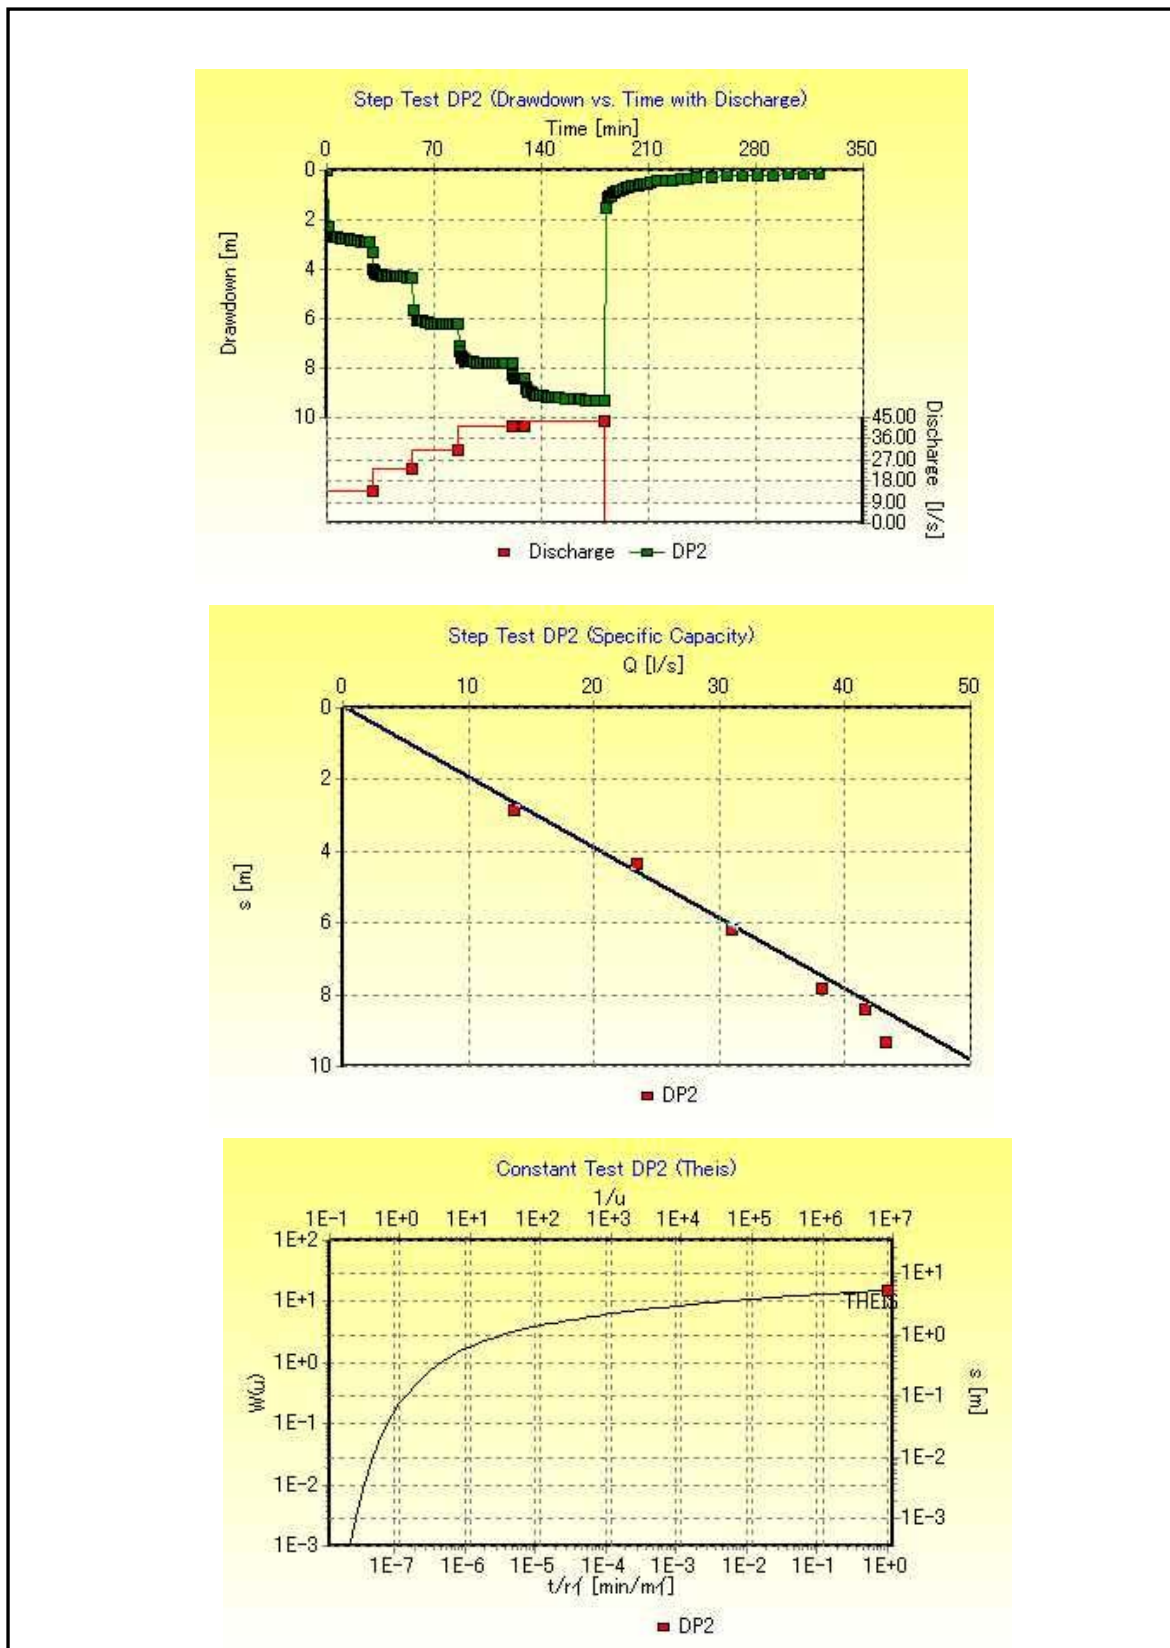 Step Test DP2 (Drawdown vs. Time with Discharge)
Time [min]
0 70 140 210 280 350
Drawdown [m]
0
2
4
6
8
10
45.00
36.00
27.00
18.00
9.00
0.00
Discharge [l/s]
Discharge DP2
Step Test DP2 (Specific Capacity)
Q [l/s]
0 10 20 30 40 50
s [m]
0
2
4
6
8
10
DP2
Constant Test DP2 (Theis)
1/u
1E-1 1E+0 1E+1 1E+2 1E+3 1E+4 1E+5 1E+6 1E+7
W(u)
1E+2
1E+1
1E+0
1E-1
1E-2
1E-3
THEIS
1E+1
1E+0
1E-1
1E-2
1E-3
s [m]
1E-7 1E-6 1E-5 1E-4 1E-3 1E-2 1E-1 1E+0
t/rイ [min/mイ]
DP2